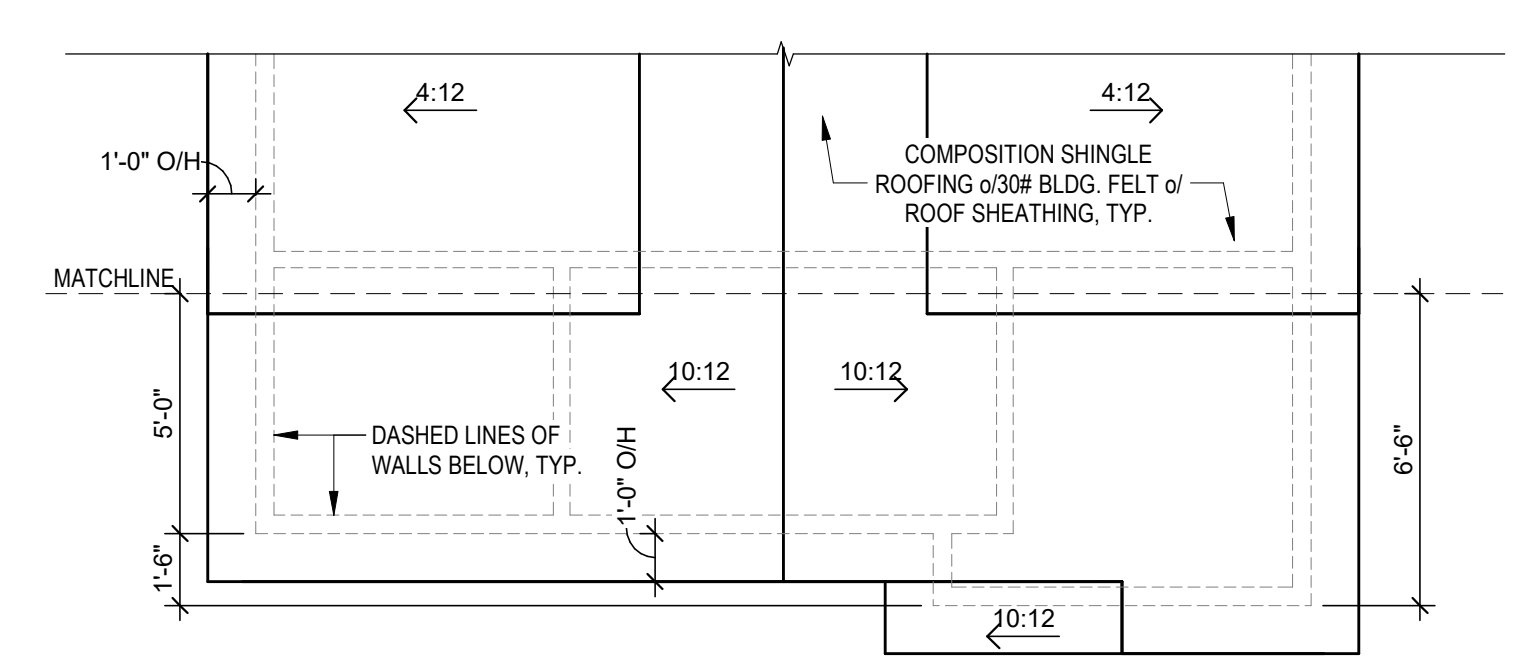 4:12
4:12
1'-0" O/H
COMPOSITION SHINGLE
ROOFING o/30# BLDG. FELT o/
ROOF SHEATHING, TYP.
MATCHLINE
10:12
10:12
5'-0"
DASHED LINES OF
WALLS BELOW, TYP.
1'-0" O/H
6'-6"
1'-6"
10:12